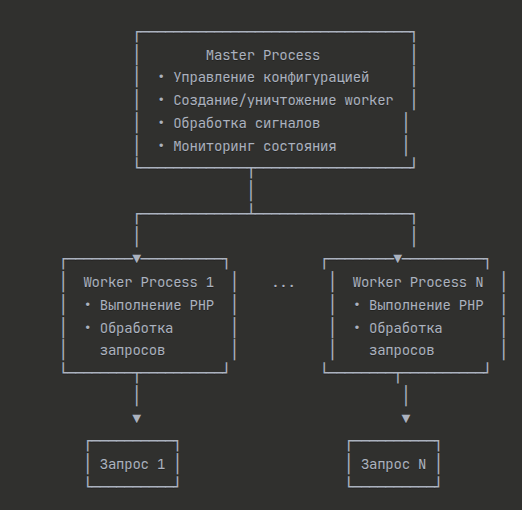 Master Process
• Управление конфигурацией
• Создание/уничтожение worker
• Обработка сигналов
• Мониторинг состояния
Worker Process 1 ... Worker Process N
• Выполнение PHP • Выполнение PHP
• Обработка • Обработка
запросов запросов
Запрос 1 Запрос N